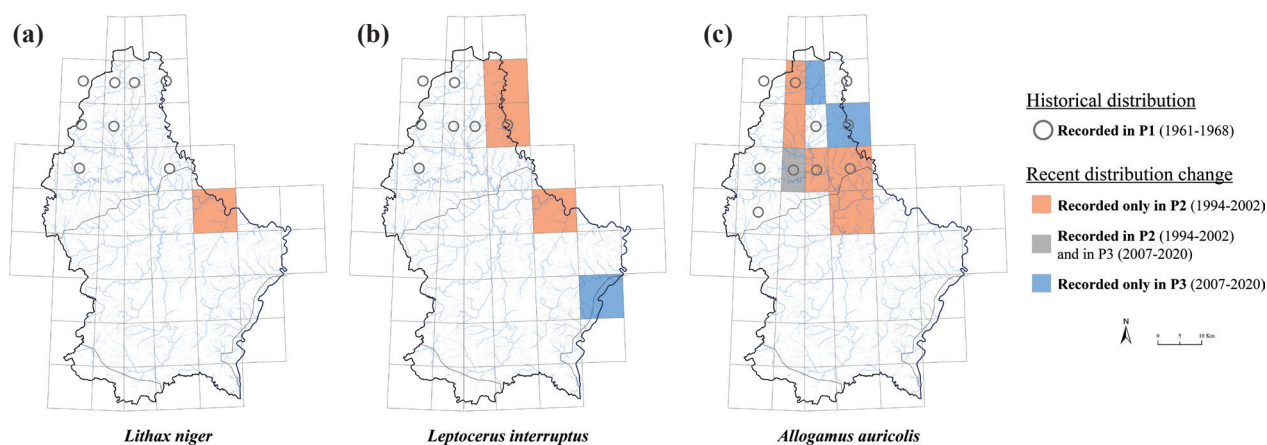 (a)
(b)
(c)
Historical distribution
Recorded in P1 (1961-1968)
Recent distribution change
Recorded only in P2 (1994-2002)
Recorded in P2 (1994-2002)
and in P3 (2007-2020)
Recorded only in P3 (2007-2020)
N
0 5 10 Km
Lithax niger
Leptocerus interruptus
Allogamus auricolis